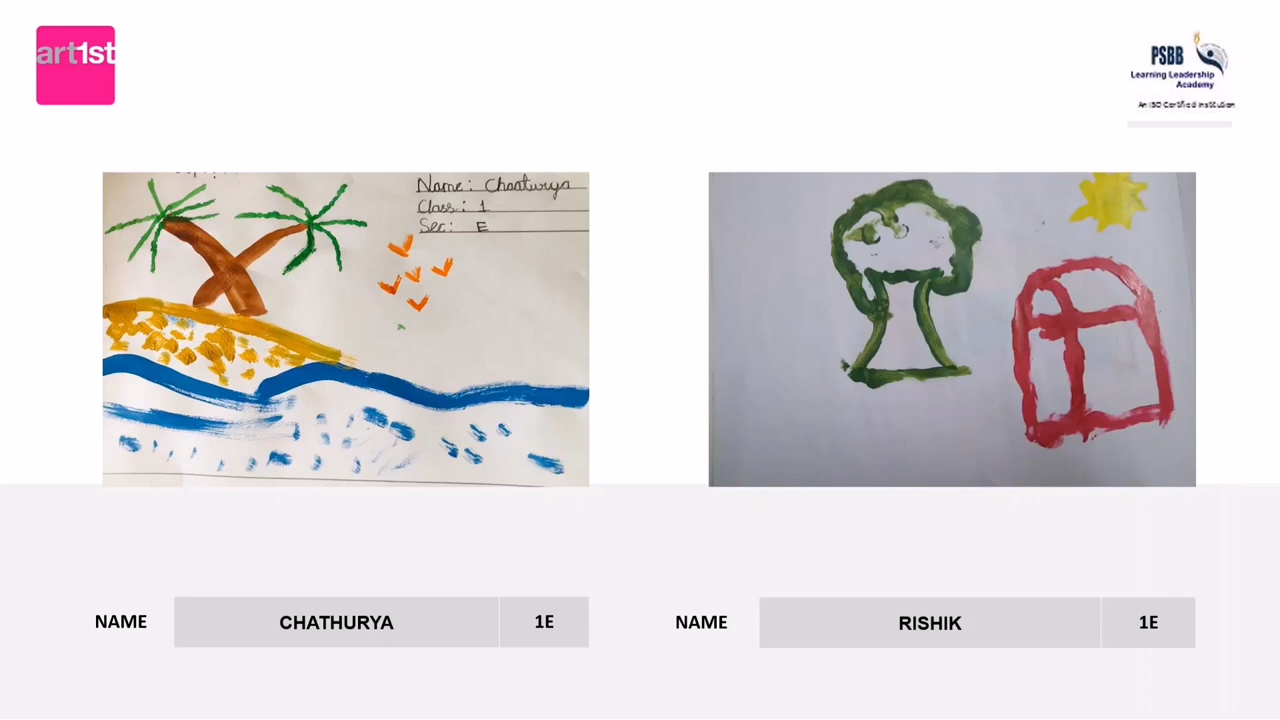 art1st
PSBB
Learning Leadership
Academy
An ISO Certified Institution
Name: Chaaturya
Class: 1
Sec: E
NAME
CHATHURYA
1E
NAME
RISHIK
1E